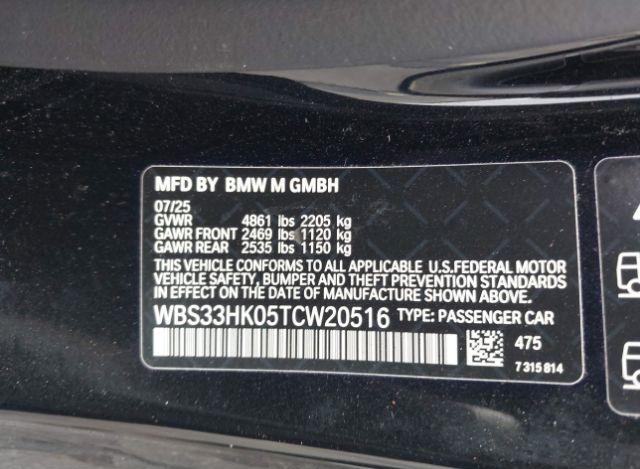 MFD BY BMW M GMBH
07/25
GVWR 4861 lbs 2205 kg
GAWR FRONT 2469 lbs 1120 kg
GAWR REAR 2535 lbs 1150 kg
THIS VEHICLE CONFORMS TO ALL APPLICABLE U.S.FEDERAL MOTOR
VEHICLE SAFETY, BUMPER AND THEFT PREVENTION STANDARDS
IN EFFECT ON THE DATE OF MANUFACTURE SHOWN ABOVE.
WBS33HK05TCW20516 TYPE: PASSENGER CAR
475
7315814